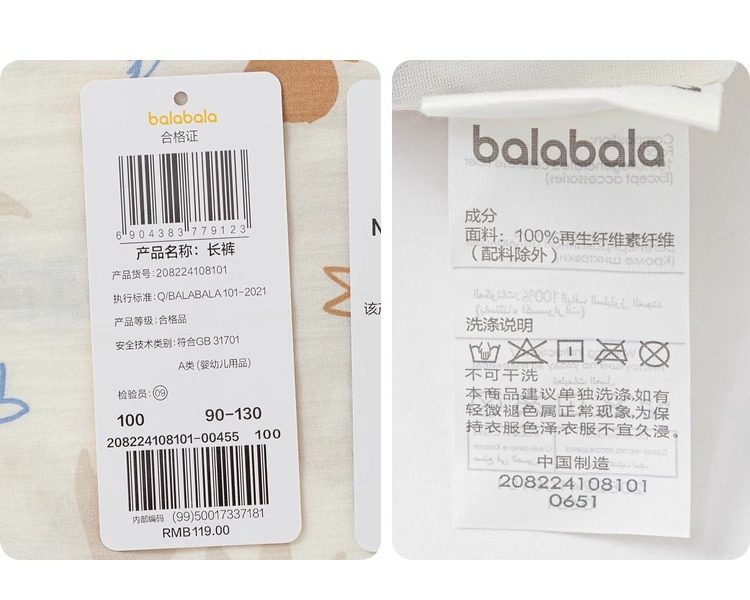 balabala
合格证
6 904383 779123
产品名称：长裤
产品货号：208224108101
执行标准：Q/BALABALA 101-2021
产品等级：合格品
安全技术类别：符合GB 31701
A类 (婴幼儿用品)
检验员：09
100 90-130
208224108101-00455 100
内部编码 (99)50017337181
RMB119.00
N
该
balabala
成分
面料：100%再生纤维素纤维
（配料除外）
洗涤说明
不可干洗
本商品建议单独洗涤,如有
轻微褪色属正常现象,为保
持衣服色泽,衣服不宜久浸。
中国制造
208224108101
0651